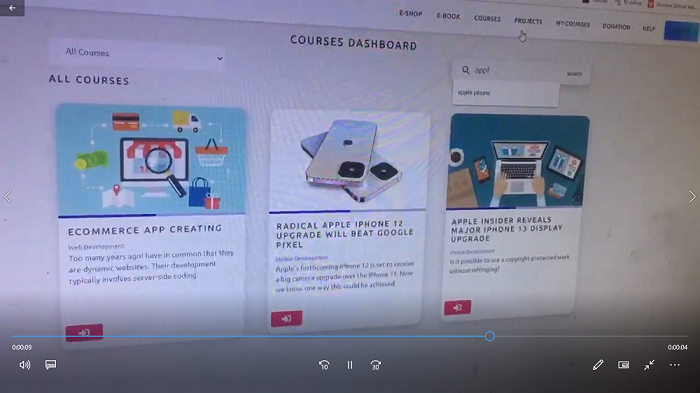 E-SHOP E-BOOK COURSES PROJECTS MY-COURSES DONATION HELP
COURSES DASHBOARD
All Courses
appl
SEARCH
apple phone
ALL COURSES
ECOMMERCE APP CREATING
Web Development
Too many years ago! have in common that they
are dynamic websites. Their development
typically involves server-side coding
RADICAL APPLE IPHONE 12
UPGRADE WILL BEAT GOOGLE
PIXEL
Mobile Development
Apple's forthcoming iPhone 12 is set to receive
a big camera upgrade over the iPhone 11. Now
we know one way this could be achieved.
APPLE INSIDER REVEALS
MAJOR IPHONE 13 DISPLAY
UPGRADE
Mobile Development
Is it possible to use a copyright-protected work
without infringing?
0:00:09
0:00:04
10
30